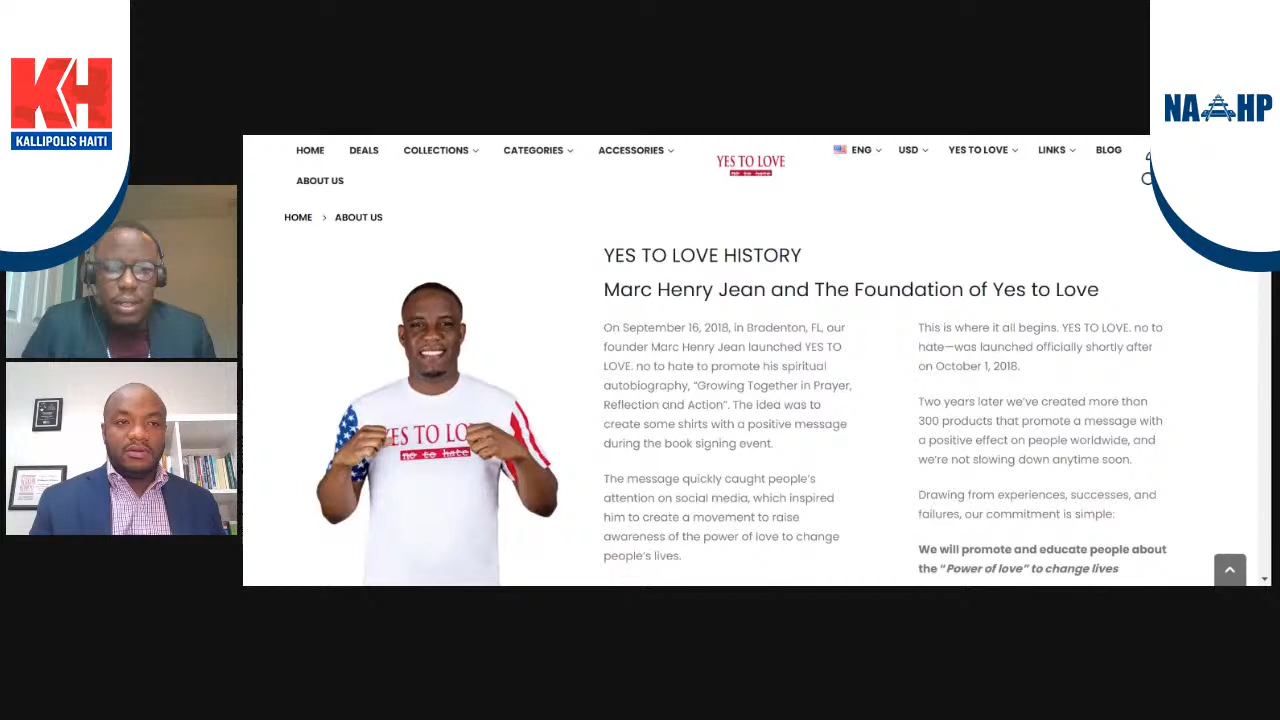 KH
KALLIPOLIS HAITI
NAAHP
HOME DEALS COLLECTIONS CATEGORIES ACCESSORIES
YES TO LOVE
no to hate
ENG USD YES TO LOVE LINKS BLOG
ABOUT US
HOME > ABOUT US
YES TO LOVE HISTORY
Marc Henry Jean and The Foundation of Yes to Love
On September 16, 2018, in Bradenton, FL, our
founder Marc Henry Jean launched YES TO
LOVE. no to hate to promote his spiritual
autobiography, “Growing Together in Prayer,
Reflection and Action”. The idea was to
create some shirts with a positive message
during the book signing event.
The message quickly caught people’s
attention on social media, which inspired
him to create a movement to raise
awareness of the power of love to change
people’s lives.
This is where it all begins. YES TO LOVE. no to
hate—was launched officially shortly after
on October 1, 2018.
Two years later we’ve created more than
300 products that promote a message with
a positive effect on people worldwide, and
we’re not slowing down anytime soon.
Drawing from experiences, successes, and
failures, our commitment is simple:
We will promote and educate people about
the “Power of love” to change lives
YES TO LO
no to hate